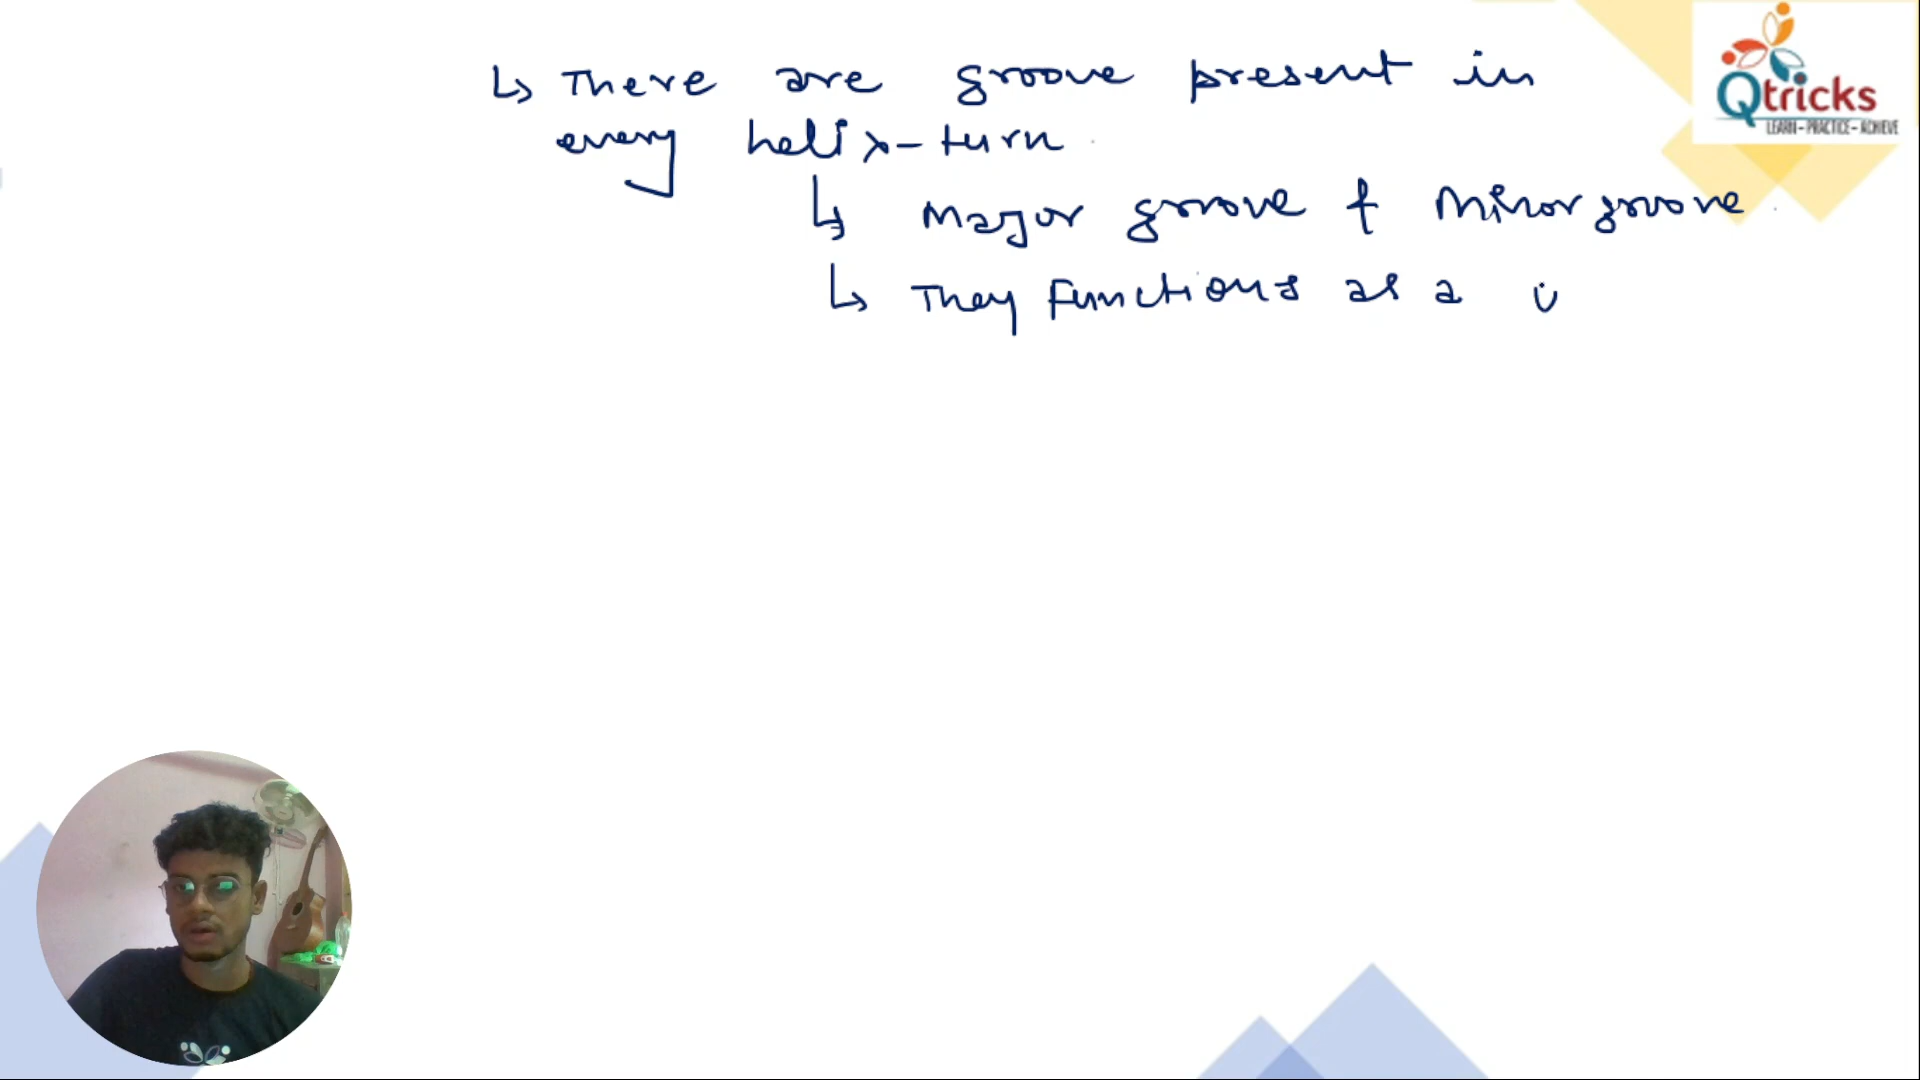 ↳ There are groove present in
every helix-turn
↳ Major groove & Minor groove
↳ They Functions as a
Qtricks
LEARN-PRACTICE-ACHIEVE